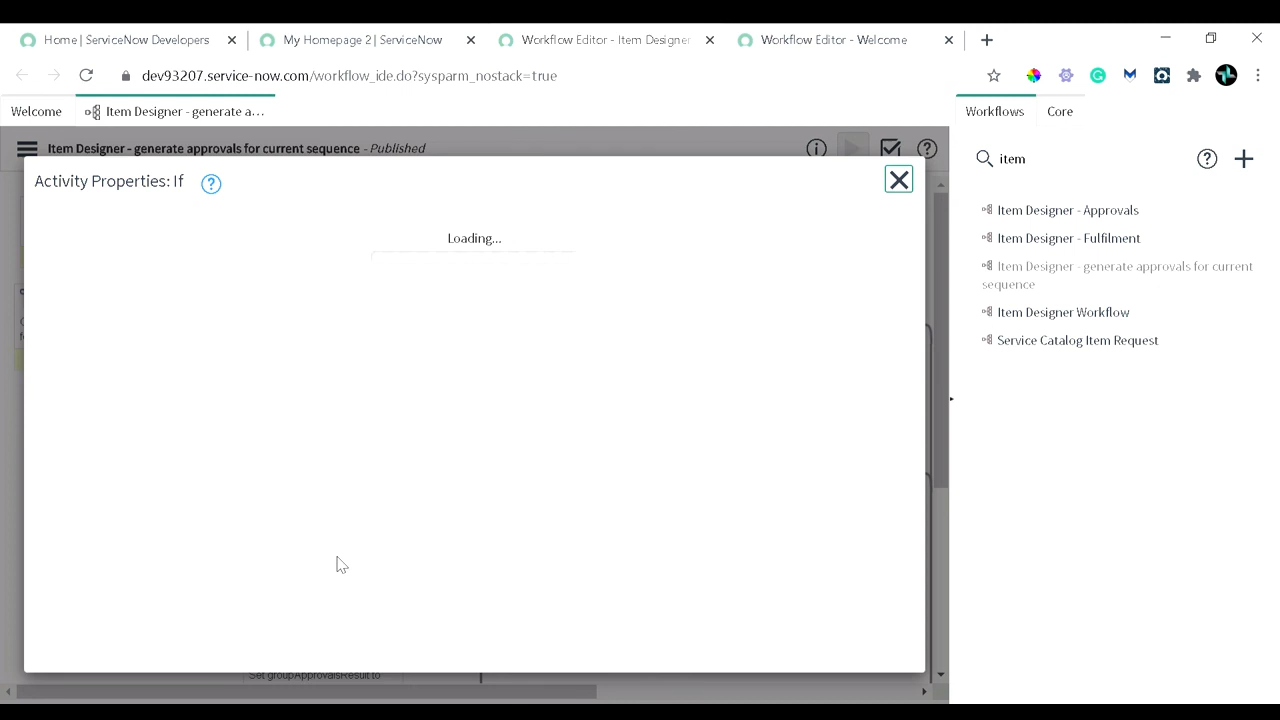 Home | ServiceNow Developers
My Homepage 2 | ServiceNow
Workflow Editor - Item Designer
Workflow Editor - Welcome
dev93207.service-now.com/workflow_ide.do?sysparm_nostack=true
Welcome
Item Designer - generate a...
Workflows
Core
Item Designer - generate approvals for current sequence - Published
item
Activity Properties: If
Loading...
Item Designer - Approvals
Item Designer - Fulfilment
Item Designer - generate approvals for current
sequence
Item Designer Workflow
Service Catalog Item Request
Set groupApprovalsResult to